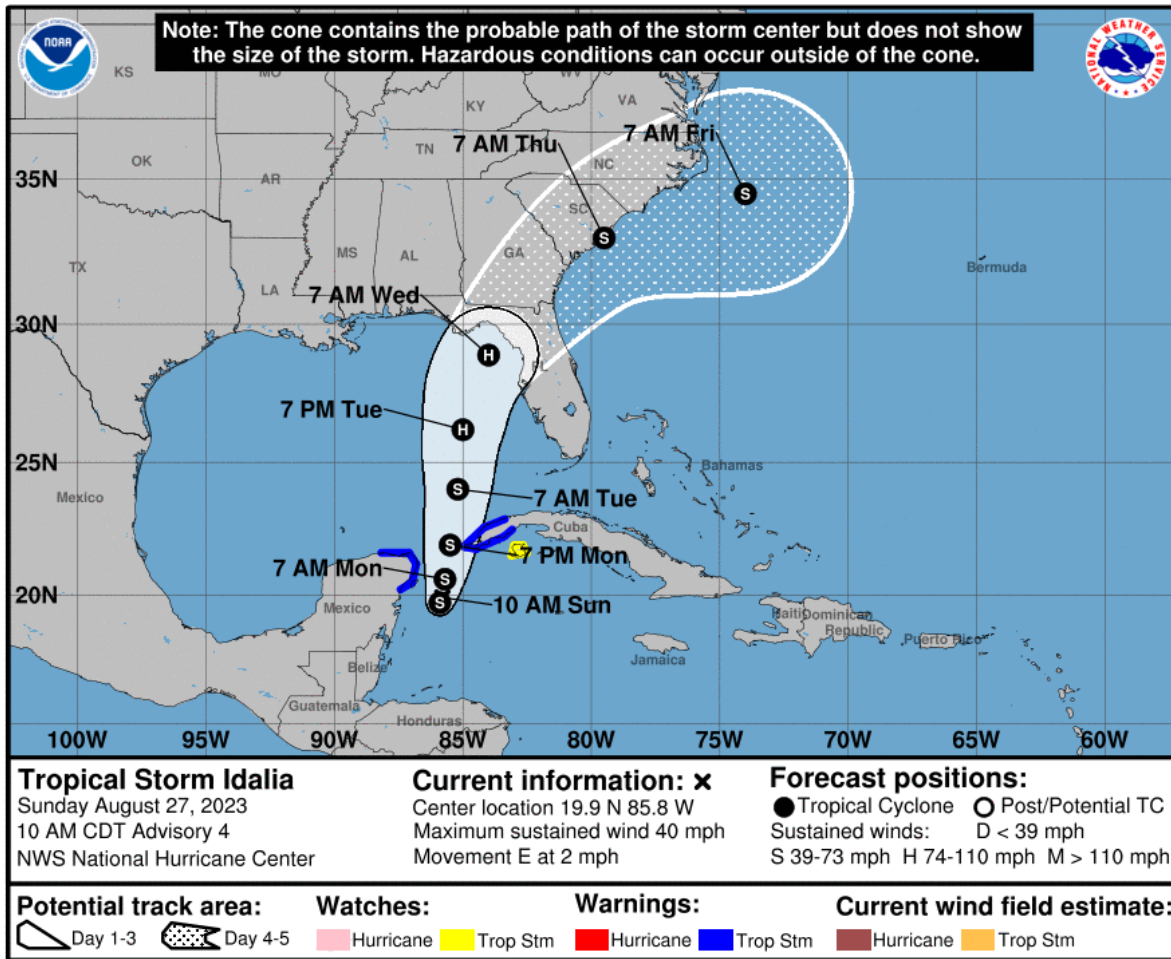 Note: The cone contains the probable path of the storm center but does not show
the size of the storm. Hazardous conditions can occur outside of the cone.
NOAA
NATIONAL WEATHER SERVICE
KS
MO
WV
KY
VA
7 AM Thu
7 AM Fri
OK
TN
NC
35N
AR
SC
MS
AL
GA
TX
LA
Bermuda
7 AM Wed
30N
FL
7 PM Tue
25N
Bahamas
Mexico
7 AM Tue
Cuba
7 PM Mon
7 AM Mon
20N
Mexico
10 AM Sun
Haiti
Dominican
Republic
Puerto Rico
Jamaica
Belize
Guatemala
Honduras
100W
95W
90W
85W
80W
75W
70W
65W
60W
H
H
S
S
S
S
S
S
Tropical Storm Idalia
Sunday August 27, 2023
10 AM CDT Advisory 4
NWS National Hurricane Center
Current information: ×
Center location 19.9 N 85.8 W
Maximum sustained wind 40 mph
Movement E at 2 mph
Forecast positions:
Tropical Cyclone Post/Potential TC
Sustained winds: D < 39 mph
S 39-73 mph H 74-110 mph M > 110 mph
Potential track area:
Day 1-3 Day 4-5
Watches:
Hurricane Trop Stm
Warnings:
Hurricane Trop Stm
Current wind field estimate:
Hurricane Trop Stm